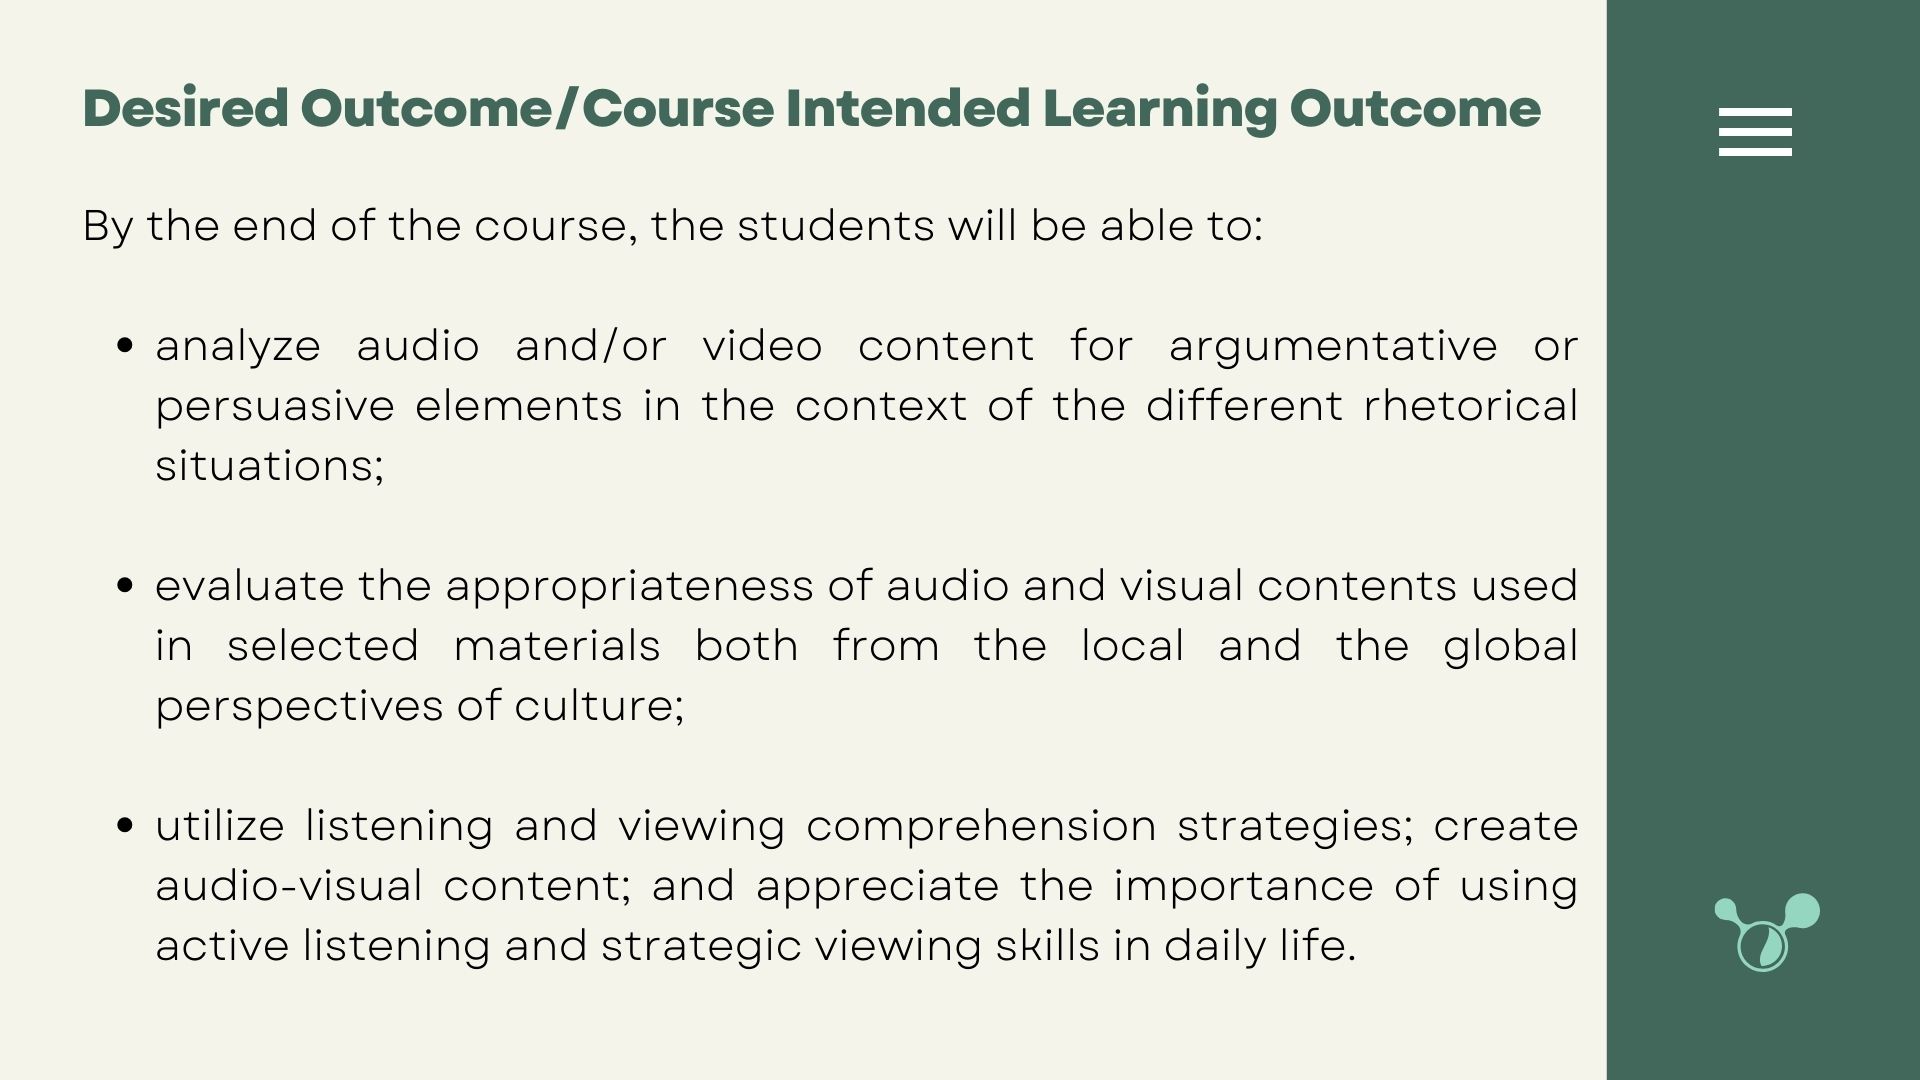 Desired Outcome/Course Intended Learning Outcome
By the end of the course, the students will be able to:
• analyze audio and/or video content for argumentative or
persuasive elements in the context of the different rhetorical
situations;
• evaluate the appropriateness of audio and visual contents used
in selected materials both from the local and the global
perspectives of culture;
• utilize listening and viewing comprehension strategies; create
audio-visual content; and appreciate the importance of using
active listening and strategic viewing skills in daily life.